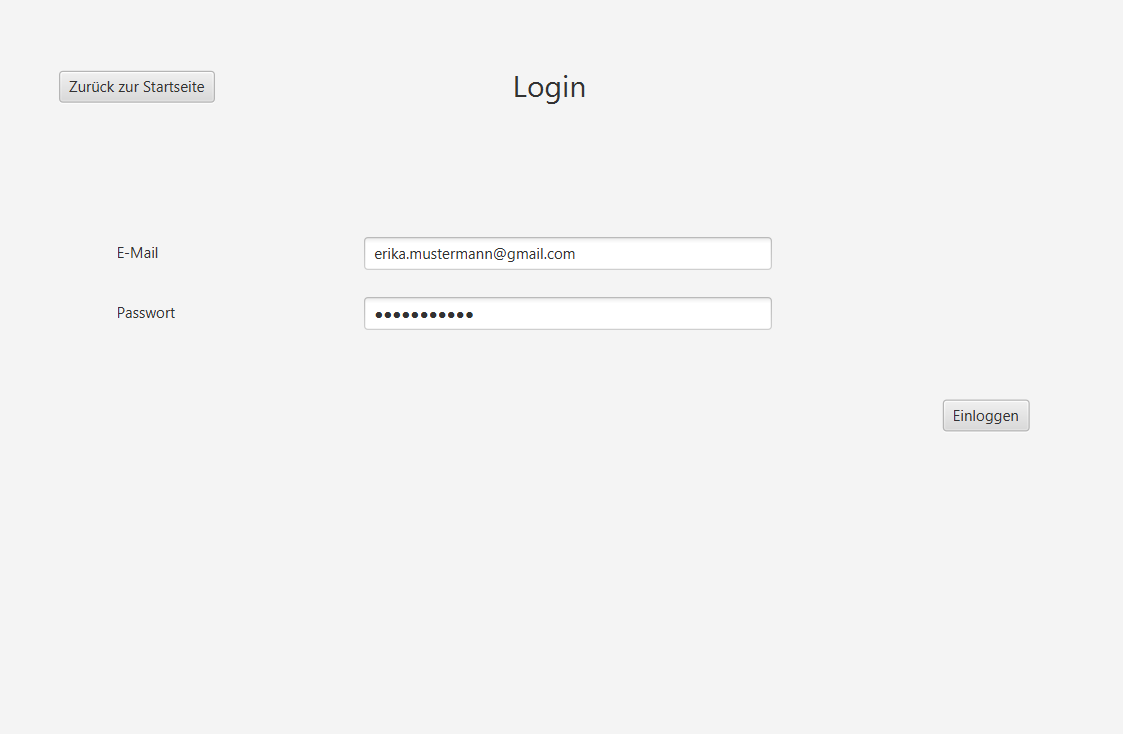 Zurück zur Startseite
Login
E-Mail
erika.mustermann@gmail.com
Passwort
●●●●●●●●●●●
Einloggen